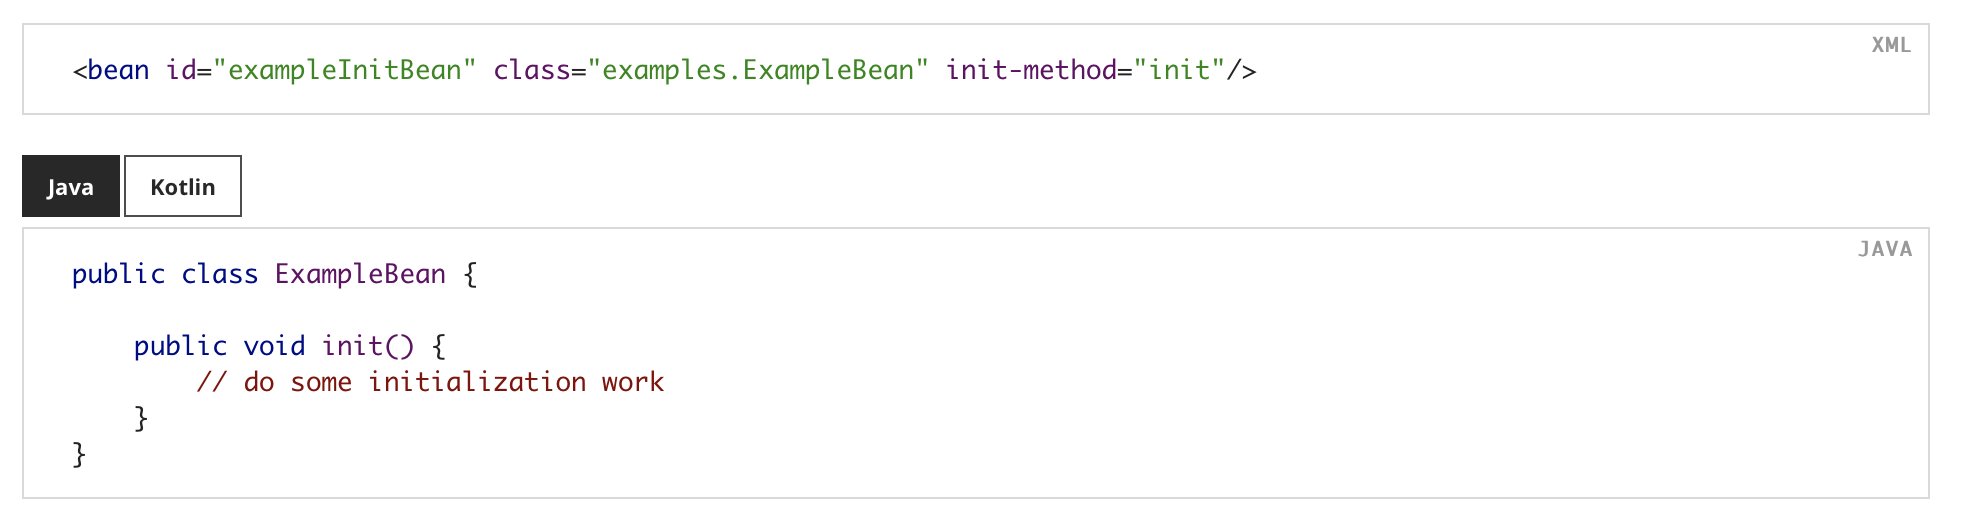 XML
<bean id="exampleInitBean" class="examples.ExampleBean" init-method="init"/>
Java Kotlin
JAVA
public class ExampleBean {
    public void init() {
        // do some initialization work
    }
}